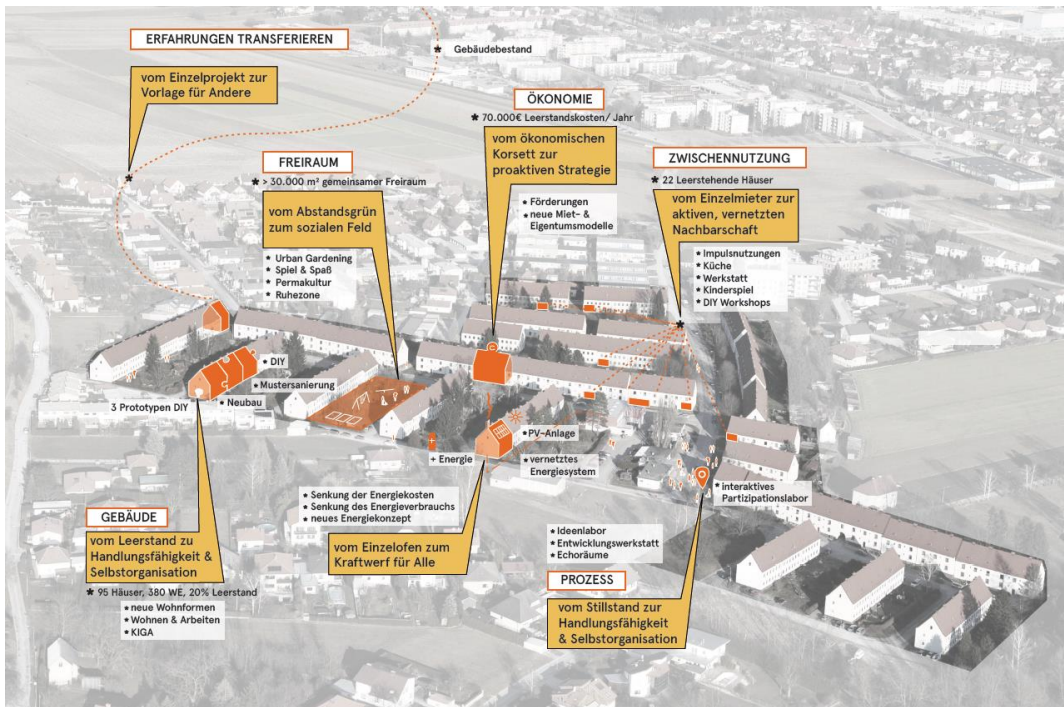 ERFAHRUNGEN TRANSFERIEREN
* Gebäudebestand
vom Einzelprojekt zur
Vorlage für Andere
*
ÖKONOMIE
* 70.000€ Leerstandskosten/ Jahr
vom ökonomischen
Korsett zur
proaktiven Strategie
* Förderungen
* neue Miet- &
Eigentumsmodelle
FREIRAUM
* > 30.000 m² gemeinsamer Freiraum
vom Abstandsgrün
zum sozialen Feld
* Urban Gardening
* Spiel & Spaß
* Permakultur
* Ruhezone
ZWISCHENNUTZUNG
* 22 Leerstehende Häuser
vom Einzelmieter zur
aktiven, vernetzten
Nachbarschaft
* Impulsnutzungen
* Küche
* Werkstatt
* Kinderspiel
* DIY Workshops
*
* DIY
* Mustersanierung
* Neubau
3 Prototypen DIY
* PV-Anlage
+ Energie
* vernetztes
Energiesystem
* Senkung der Energiekosten
* Senkung des Energieverbrauchs
* neues Energiekonzept
vom Einzelofen zum
Kraftwerf für Alle
* interaktives
Partizipationslabor
GEBÄUDE
vom Leerstand zu
Handlungsfähigkeit &
Selbstorganisation
* 95 Häuser, 380 WE, 20% Leerstand
* neue Wohnformen
* Wohnen & Arbeiten
* KIGA
* Ideenlabor
* Entwicklungswerkstatt
* Echoräume
PROZESS
vom Stillstand zur
Handlungsfähigkeit
& Selbstorganisation